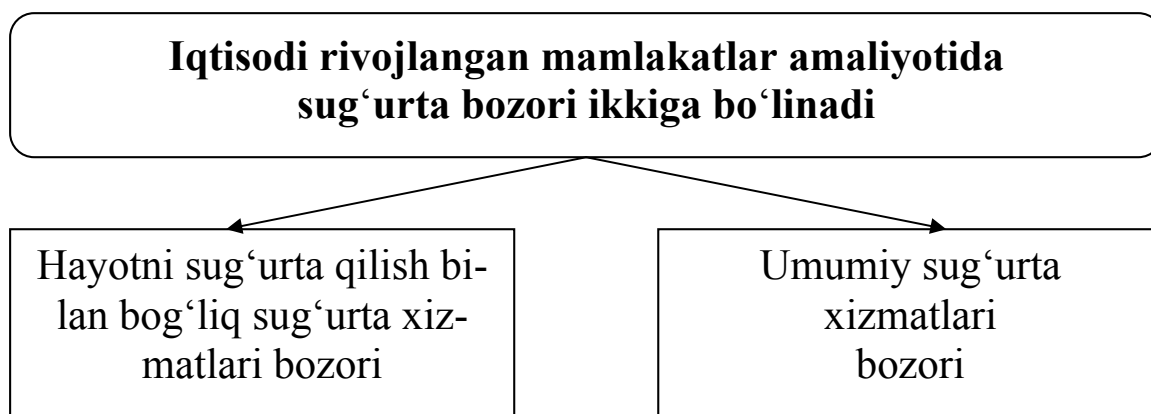 Iqtisodi rivojlangan mamlakatlar amaliyotida
sug‘urta bozori ikkiga bo‘linadi
Hayotni sug‘urta qilish bi-
lan bog‘liq sug‘urta xiz-
matlari bozori
Umumiy sug‘urta
xizmatlari
bozori